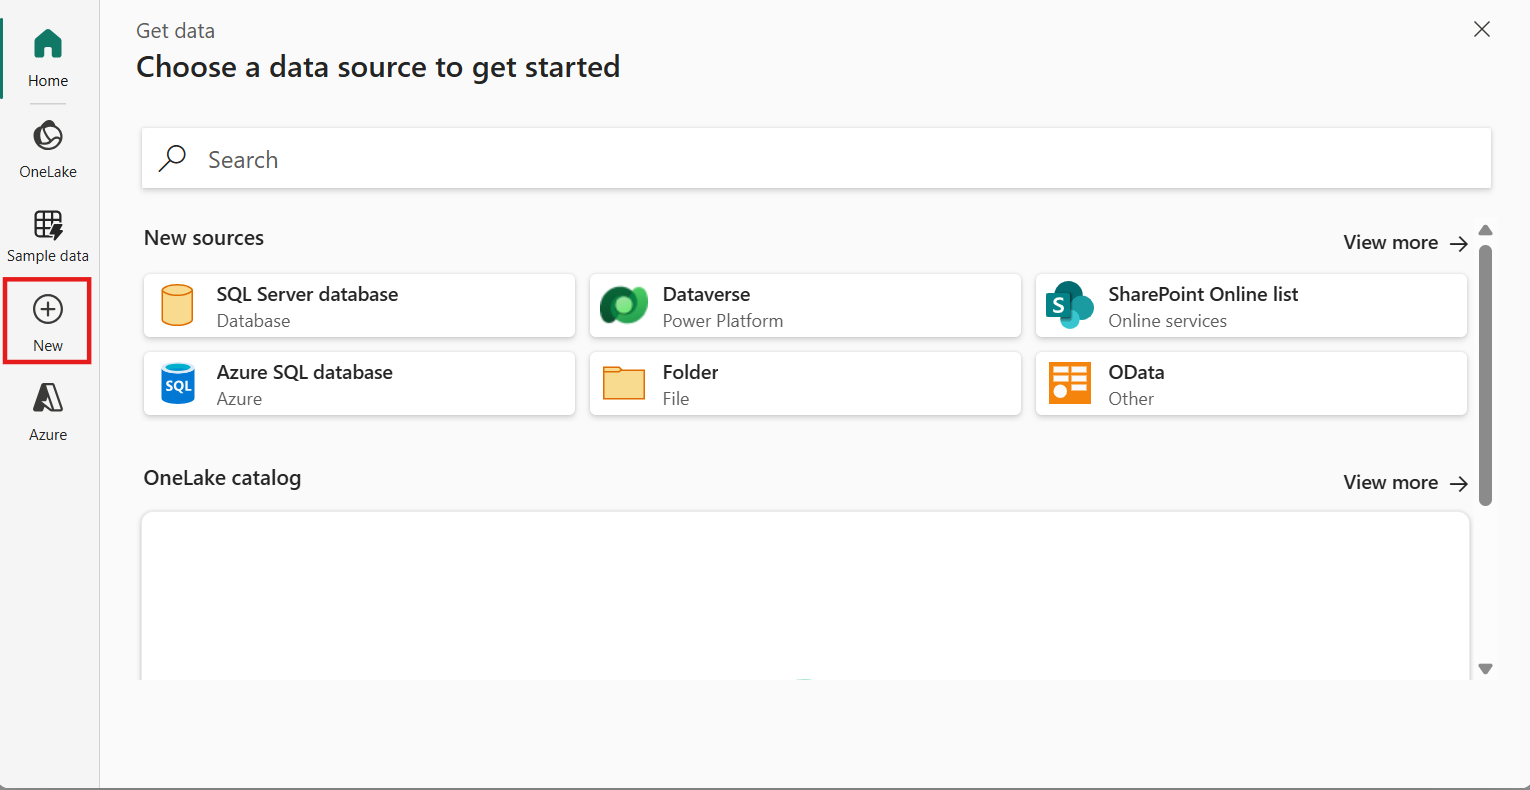 Home
OneLake
Sample data
New
Azure
Get data
Choose a data source to get started
Search
New sources
View more
SQL Server database
Database
Dataverse
Power Platform
S
SharePoint Online list
Online services
SQL
Azure SQL database
Azure
Folder
File
OData
Other
OneLake catalog
View more